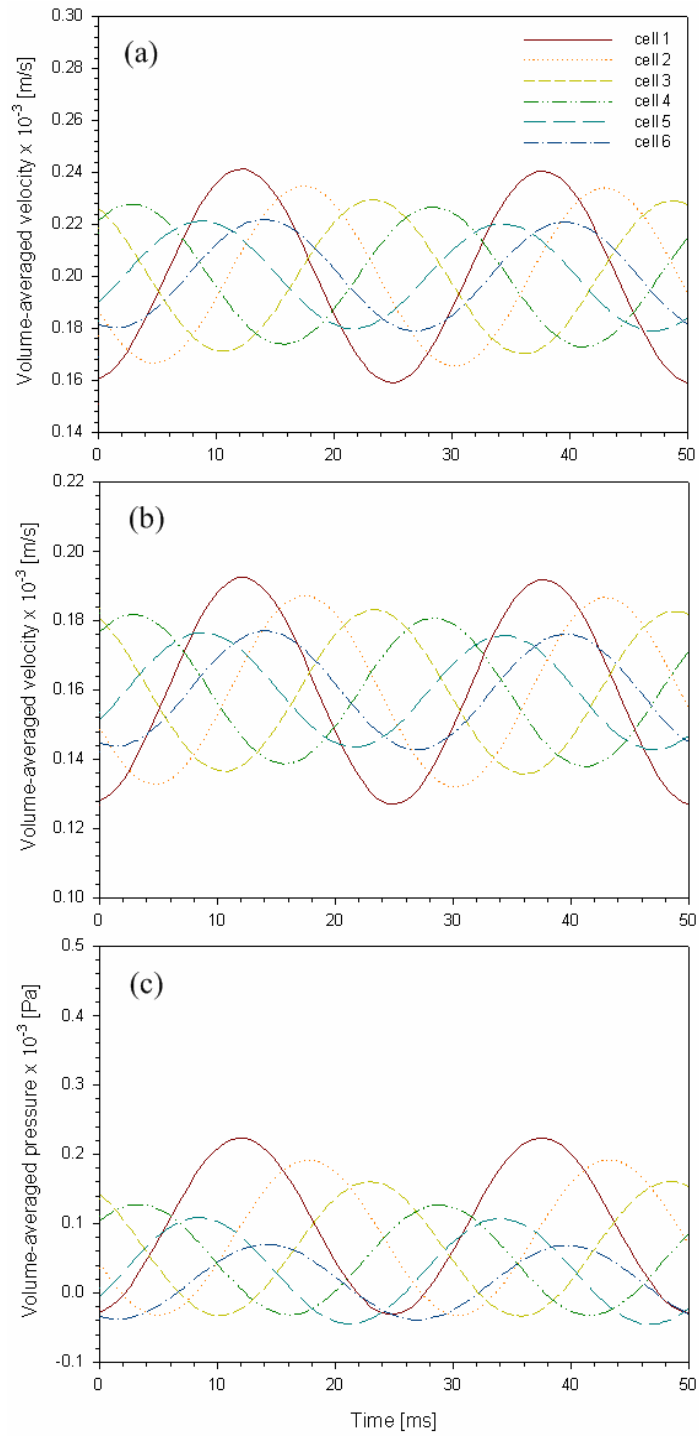 (a)
cell 1
cell 2
cell 3
cell 4
cell 5
cell 6
Volume-averaged velocity x 10⁻³ [m/s]
0.30
0.28
0.26
0.24
0.22
0.20
0.18
0.16
0.14
0 10 20 30 40 50
(b)
Volume-averaged velocity x 10⁻³ [m/s]
0.22
0.20
0.18
0.16
0.14
0.12
0.10
0 10 20 30 40 50
(c)
Volume-averaged pressure x 10⁻³ [Pa]
0.5
0.4
0.3
0.2
0.1
0.0
-0.1
0 10 20 30 40 50
Time [ms]